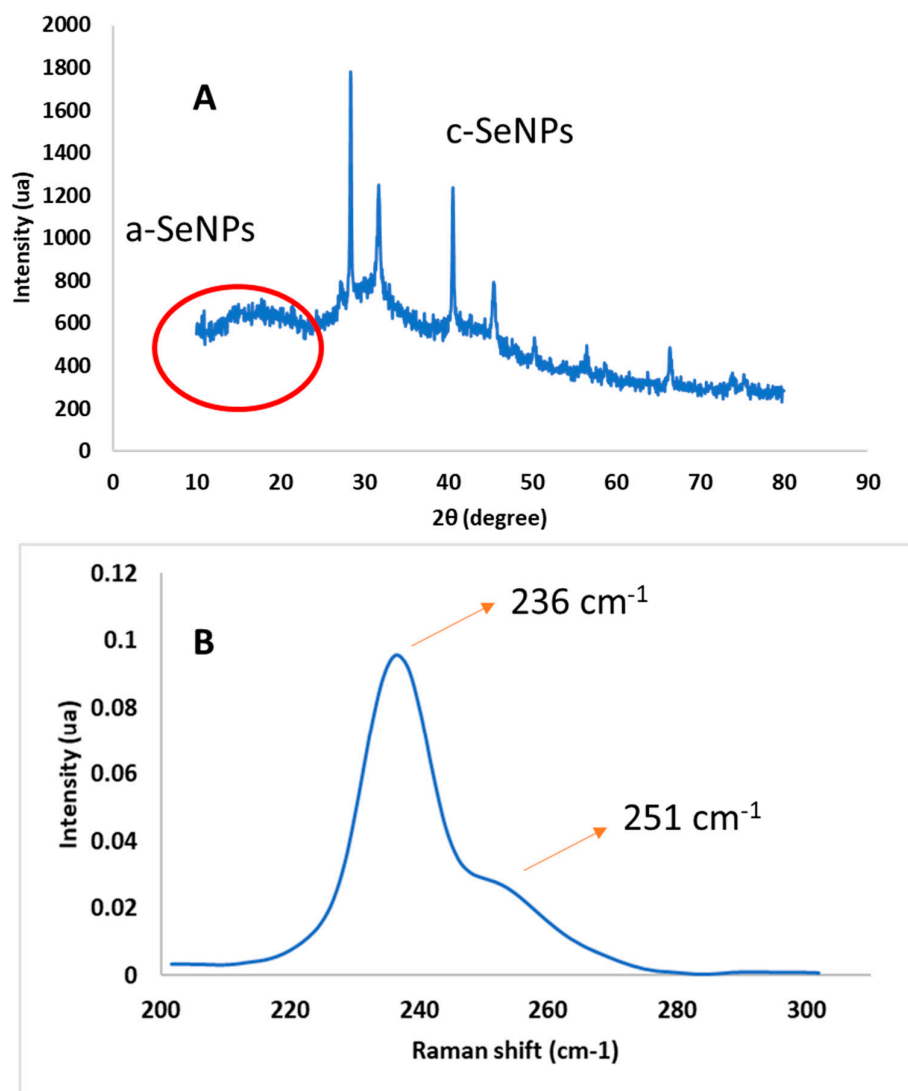 2000
1800
1600
1400
1200
1000
800
600
400
200
0
Intensity (ua)
A
c-SeNPs
a-SeNPs
0 10 20 30 40 50 60 70 80 90
2θ (degree)
0.12
0.1
0.08
0.06
0.04
0.02
0
Intensity (ua)
B
236 cm⁻¹
251 cm⁻¹
200 220 240 260 280 300
Raman shift (cm-1)